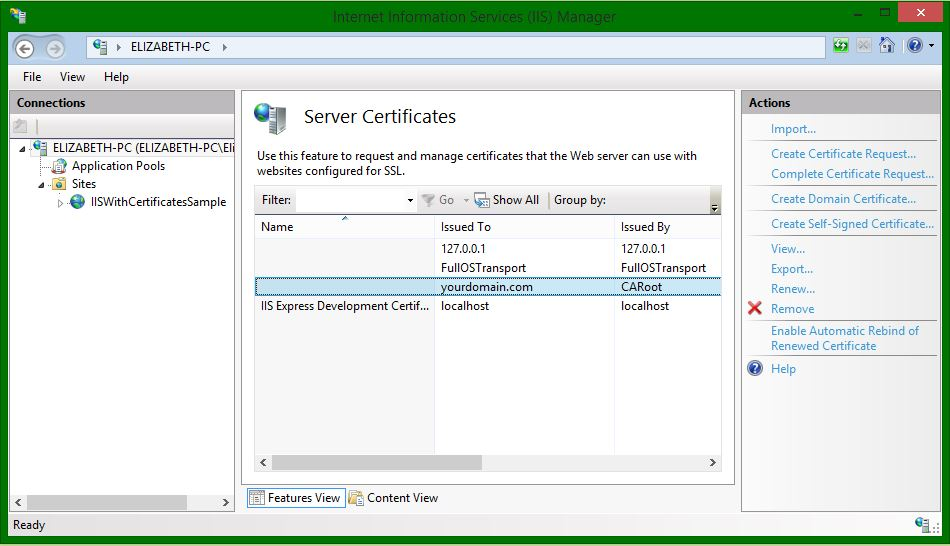 Internet Information Services (IIS) Manager
ELIZABETH-PC
File View Help
Connections
ELIZABETH-PC (ELIZABETH-PC\Eli
Application Pools
Sites
IISWithCertificatesSample
Server Certificates
Use this feature to request and manage certificates that the Web server can use with
websites configured for SSL.
Filter: Go Show All Group by:
Name Issued To Issued By
127.0.0.1 127.0.0.1
FullOSTransport FullOSTransport
yourdomain.com CARoot
IIS Express Development Certif... localhost localhost
Features View Content View
Actions
Import...
Create Certificate Request...
Complete Certificate Request...
Create Domain Certificate...
Create Self-Signed Certificate...
View...
Export...
Renew...
Remove
Enable Automatic Rebind of
Renewed Certificate
Help
Ready